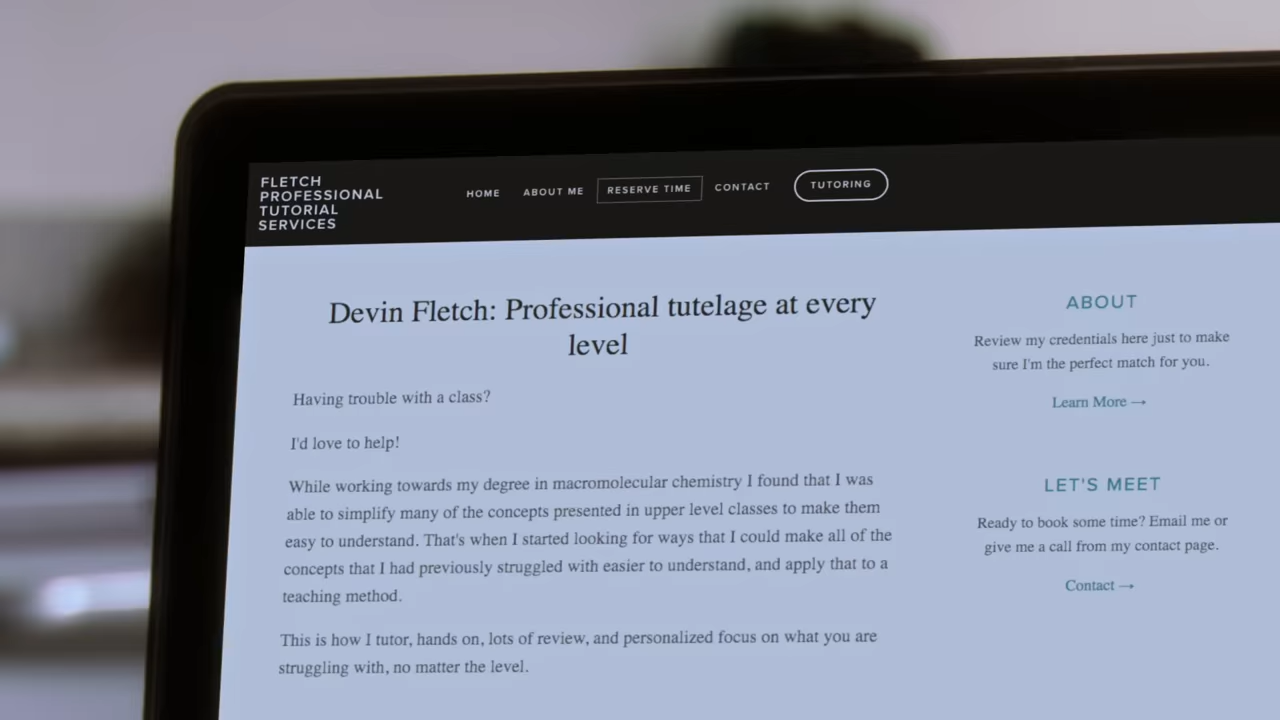 FLETCH
PROFESSIONAL
TUTORIAL
SERVICES
HOME
ABOUT ME
RESERVE TIME
CONTACT
TUTORING
Devin Fletch: Professional tutelage at every
level
Having trouble with a class?
I'd love to help!
While working towards my degree in macromolecular chemistry I found that I was
able to simplify many of the concepts presented in upper level classes to make them
easy to understand. That's when I started looking for ways that I could make all of the
concepts that I had previously struggled with easier to understand, and apply that to a
teaching method.
This is how I tutor, hands on, lots of review, and personalized focus on what you are
struggling with, no matter the level.
ABOUT
Review my credentials here just to make
sure I'm the perfect match for you.
Learn More →
LET'S MEET
Ready to book some time? Email me or
give me a call from my contact page.
Contact →